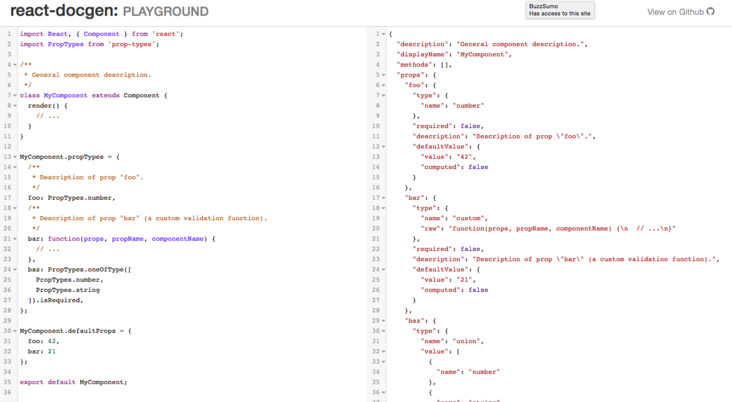 react-docgen: PLAYGROUND
BuzzSumo
Has access to this site
View on Github
1 import React, { Component } from 'react';
2 import PropTypes from 'prop-types';
3
4 /**
5 * General component description.
6 */
7 class MyComponent extends Component {
8 render() {
9 // ...
10 }
11 }
12
13 MyComponent.propTypes = {
14 /**
15 * Description of prop "foo".
16 */
17 foo: PropTypes.number,
18 /**
19 * Description of prop "bar" (a custom validation function).
20 */
21 bar: function(props, propName, componentName) {
22 // ...
23 },
24 baz: PropTypes.oneOfType([
25 PropTypes.number,
26 PropTypes.string
27 ]).isRequired,
28 };
29
30 MyComponent.defaultProps = {
31 foo: 42,
32 bar: 21
33 };
34
35 export default MyComponent;
36
1 {
2 "description": "General component description.",
3 "displayName": "MyComponent",
4 "methods": [],
5 "props": {
6 "foo": {
7 "type": {
8 "name": "number"
9 },
10 "required": false,
11 "description": "Description of prop \"foo\".",
12 "defaultValue": {
13 "value": "42",
14 "computed": false
15 }
16 },
17 "bar": {
18 "type": {
19 "name": "custom",
20 "raw": "function(props, propName, componentName) {\n // ...\n}"
21 },
22 "required": false,
23 "description": "Description of prop \"bar\" (a custom validation function).",
24 "defaultValue": {
25 "value": "21",
26 "computed": false
27 }
28 },
29 "baz": {
30 "type": {
31 "name": "union",
32 "value": [
33 {
34 "name": "number"
35 },
36 {